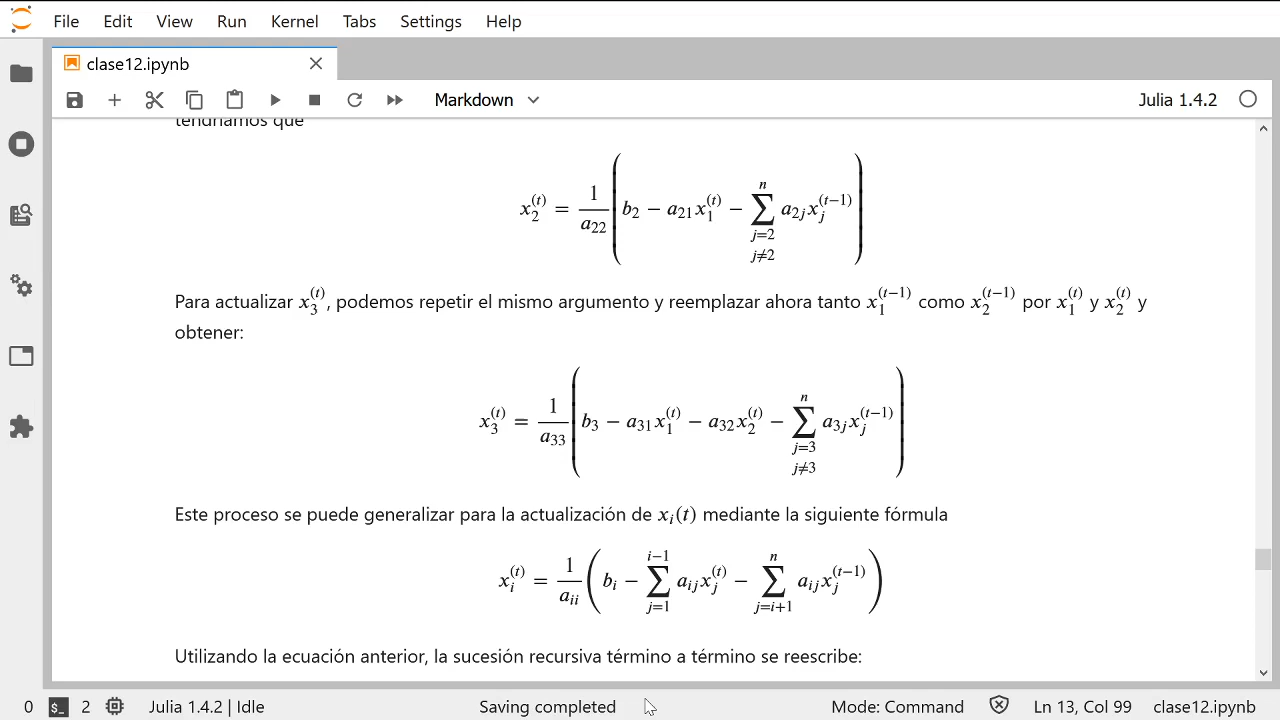 File Edit View Run Kernel Tabs Settings Help
clase12.ipynb
Markdown Julia 1.4.2
tendríamos que
x_2^{(t)} = \frac{1}{a_{22}} \left( b_2 - a_{21} x_1^{(t)} - \sum_{\substack{j=2 \\ j \neq 2}}^{n} a_{2j} x_j^{(t-1)} \right)
Para actualizar x_3^{(t)}, podemos repetir el mismo argumento y reemplazar ahora tanto x_1^{(t-1)} como x_2^{(t-1)} por x_1^{(t)} y x_2^{(t)} y
obtener:
x_3^{(t)} = \frac{1}{a_{33}} \left( b_3 - a_{31} x_1^{(t)} - a_{32} x_2^{(t)} - \sum_{\substack{j=3 \\ j \neq 3}}^{n} a_{3j} x_j^{(t-1)} \right)
Este proceso se puede generalizar para la actualización de x_i(t) mediante la siguiente fórmula
x_i^{(t)} = \frac{1}{a_{ii}} \left( b_i - \sum_{j=1}^{i-1} a_{ij} x_j^{(t)} - \sum_{j=i+1}^{n} a_{ij} x_j^{(t-1)} \right)
Utilizando la ecuación anterior, la sucesión recursiva término a término se reescribe:
0 $_ 2 Julia 1.4.2 | Idle Saving completed Mode: Command Ln 13, Col 99 clase12.ipynb